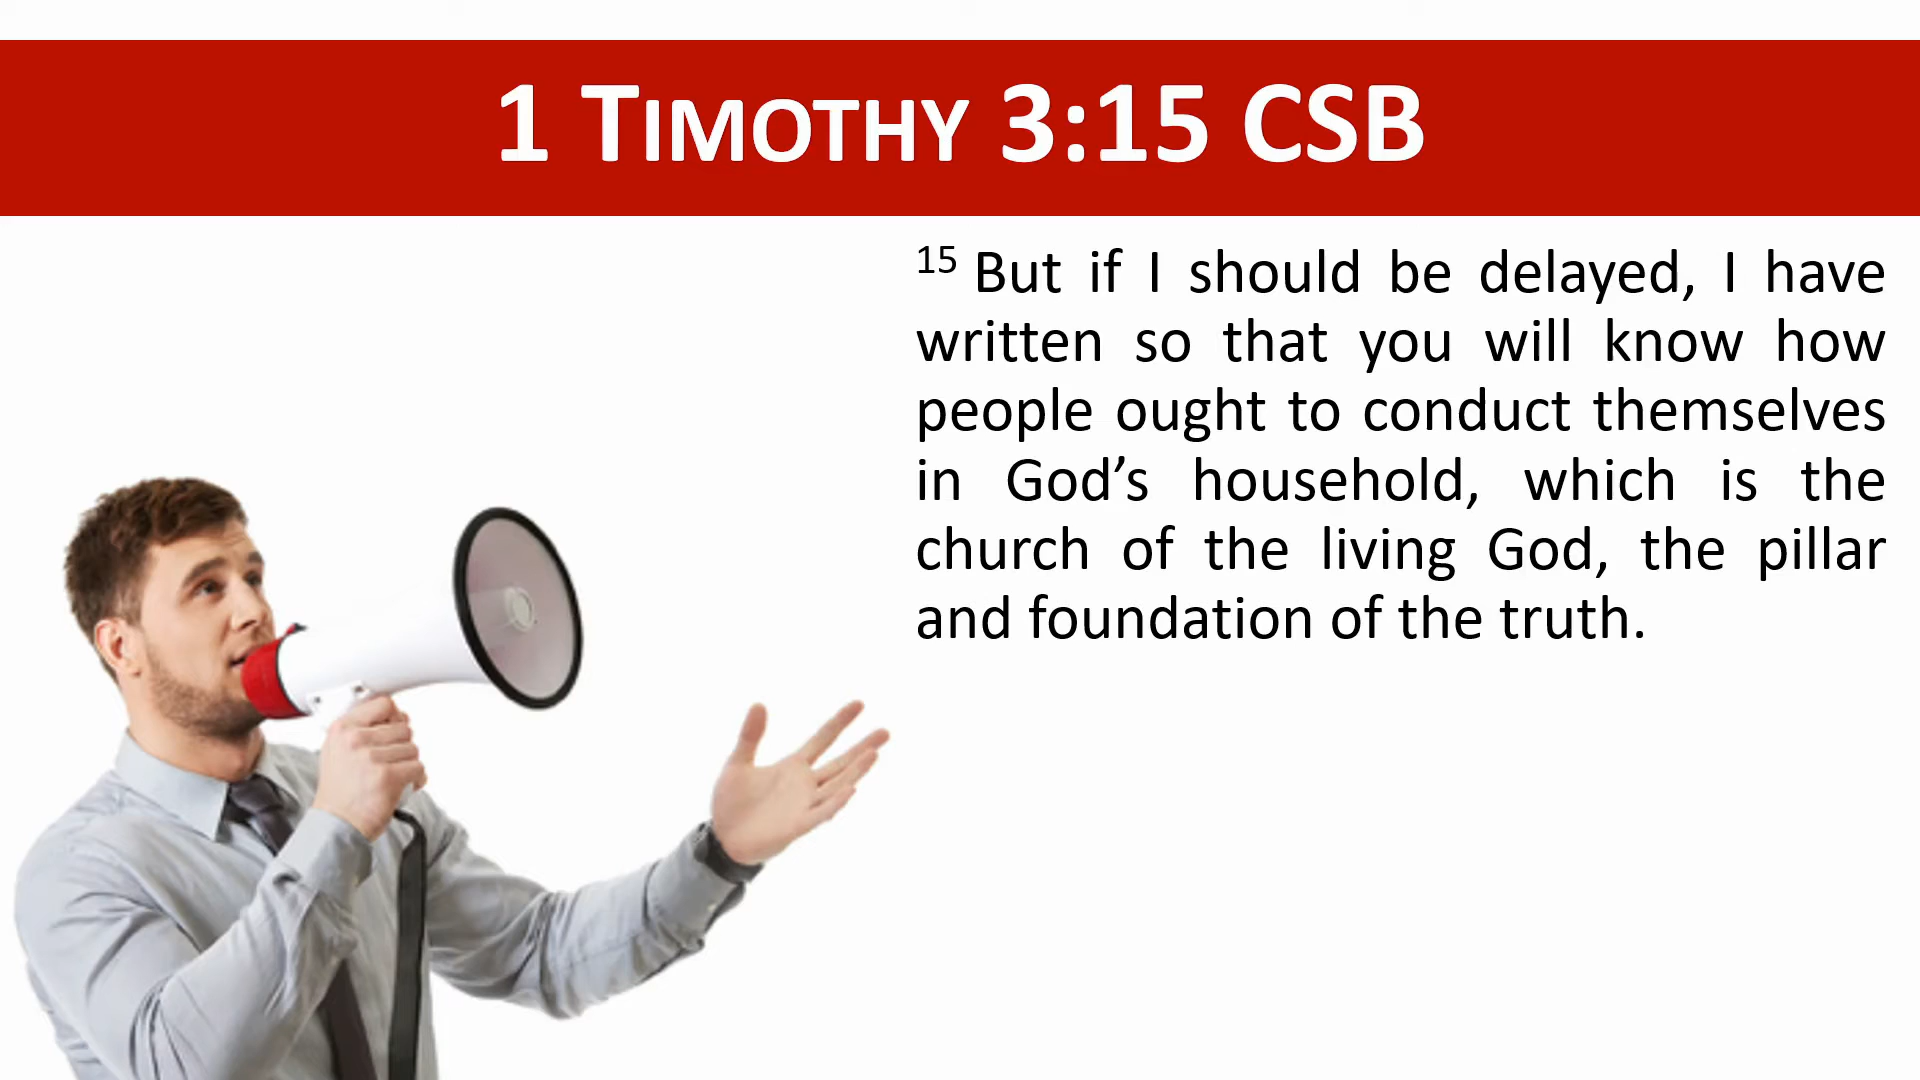 1 TIMOTHY 3:15 CSB
15 But if I should be delayed, I have
written so that you will know how
people ought to conduct themselves
in God’s household, which is the
church of the living God, the pillar
and foundation of the truth.